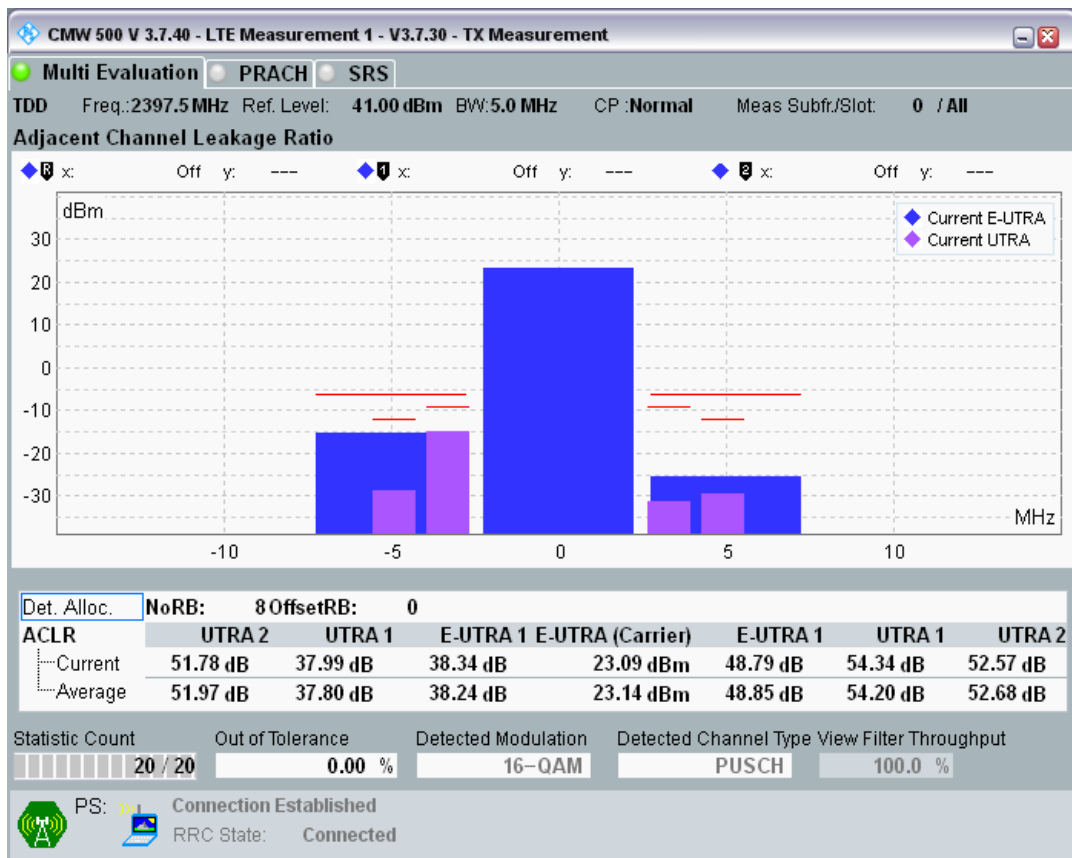 CMW 500 V 3.7.40 - LTE Measurement 1 - V3.7.30 - TX Measurement
Multi Evaluation PRACH SRS
TDD Freq.:2397.5 MHz Ref. Level: 41.00 dBm BW:5.0 MHz CP :Normal Meas Subfr./Slot: 0 / All
Adjacent Channel Leakage Ratio
R x: Off y: --- 1 x: Off y: --- 2 x: Off y: ---
dBm
Current E-UTRA
Current UTRA
30
20
10
0
-10
-20
-30
MHz
-10 -5 0 5 10
Det. Alloc. NoRB: 8 OffsetRB: 0
ACLR UTRA 2 UTRA 1 E-UTRA 1 E-UTRA (Carrier) E-UTRA 1 UTRA 1 UTRA 2
Current 51.78 dB 37.99 dB 38.34 dB 23.09 dBm 48.79 dB 54.34 dB 52.57 dB
Average 51.97 dB 37.80 dB 38.24 dB 23.14 dBm 48.85 dB 54.20 dB 52.68 dB
Statistic Count Out of Tolerance Detected Modulation Detected Channel Type View Filter Throughput
20 / 20 0.00 % 16-QAM PUSCH 100.0 %
PS: Connection Established
RRC State: Connected